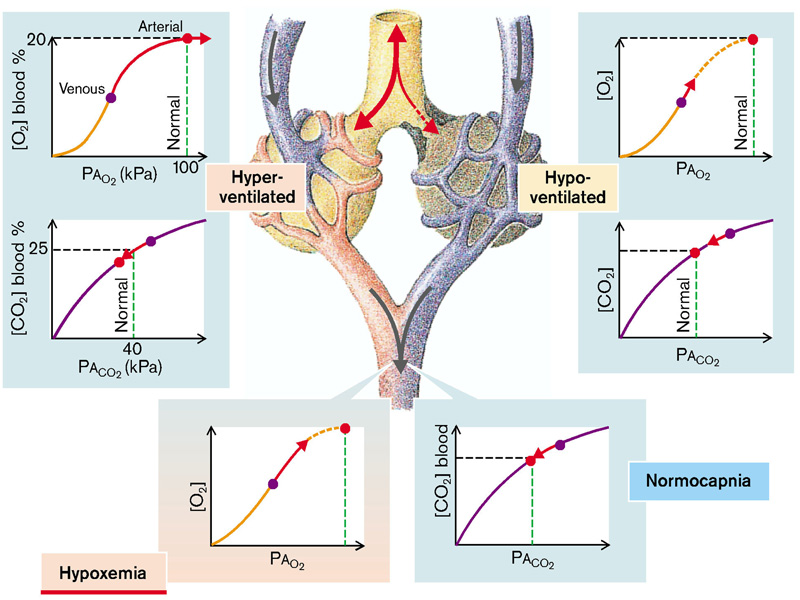 [O2] blood %
20
Arterial
Venous
Normal
100
PAO2 (kPa)
[CO2] blood %
25
Normal
40
PACO2 (kPa)
Hyper-
ventilated
Hypo-
ventilated
[O2]
Normal
PAO2
[CO2]
Normal
PACO2
[O2]
PAO2
[CO2] blood
PACO2
Hypoxemia
Normocapnia